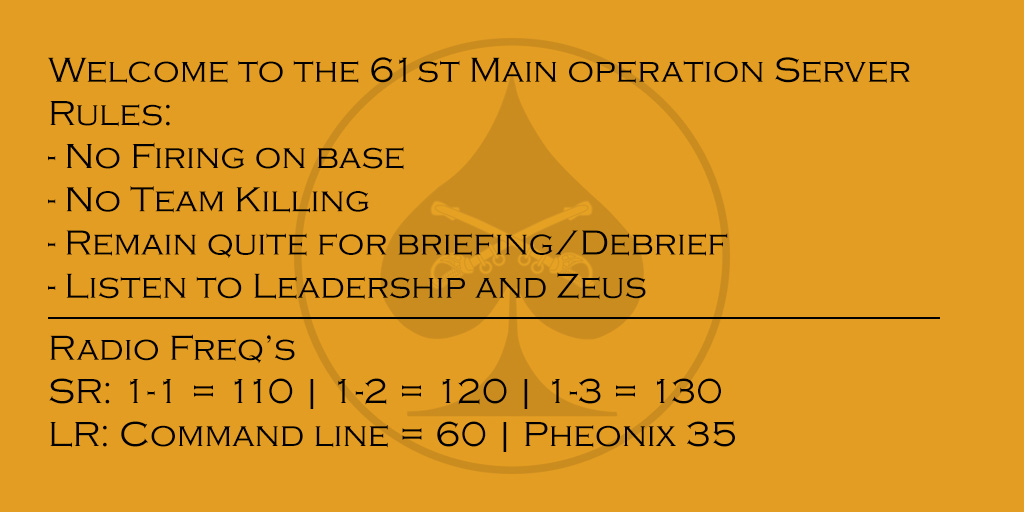 Welcome to the 61st Main operation Server
Rules:
- No Firing on base
- No Team Killing
- Remain quite for briefing/Debrief
- Listen to Leadership and Zeus
Radio Freq's
SR: 1-1 = 110 | 1-2 = 120 | 1-3 = 130
LR: Command line = 60 | Pheonix 35